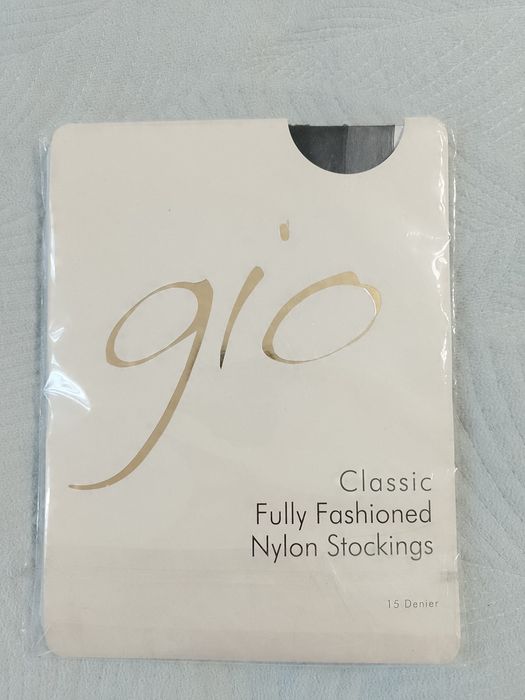 gio
Classic
Fully Fashioned
Nylon Stockings
15 Denier